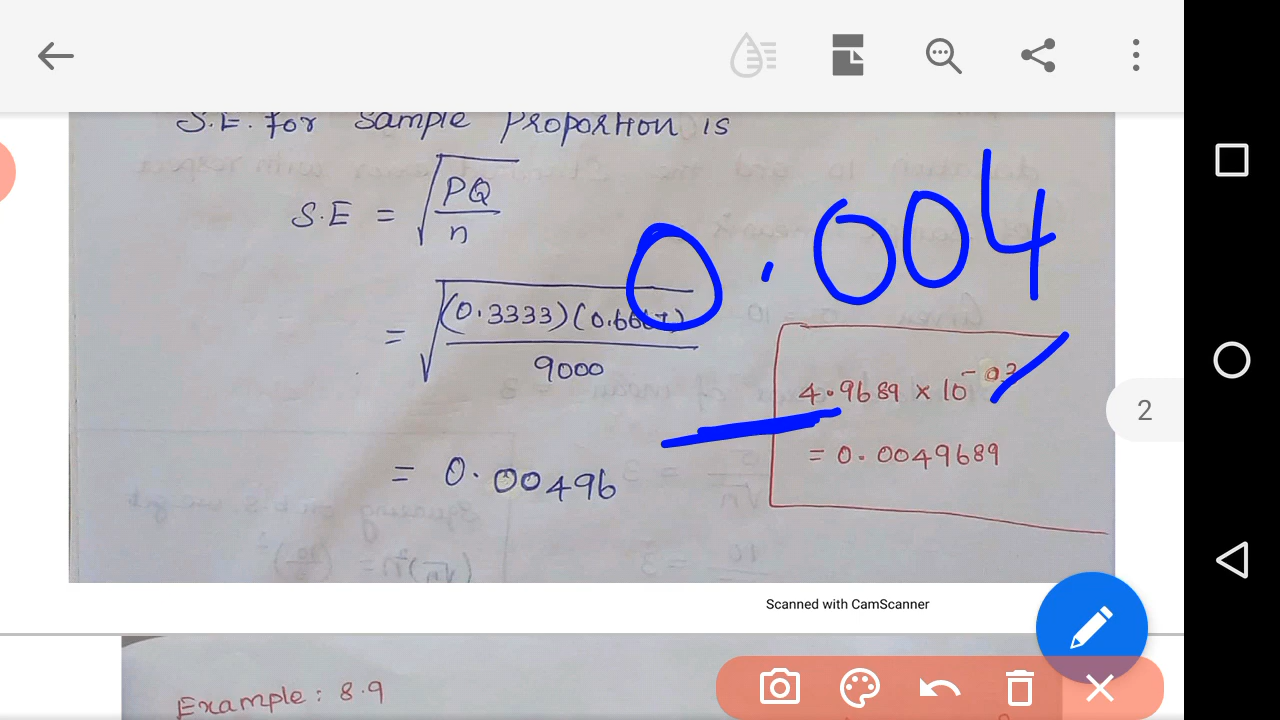 S.E. for Sample Proportion is
S.E = √PQ/n
0.004
= √(0.3333)(0.6667)/9000
4.9689 × 10⁻⁰³
= 0.0049689
= 0.00496
2
Scanned with CamScanner
Example: 8.9